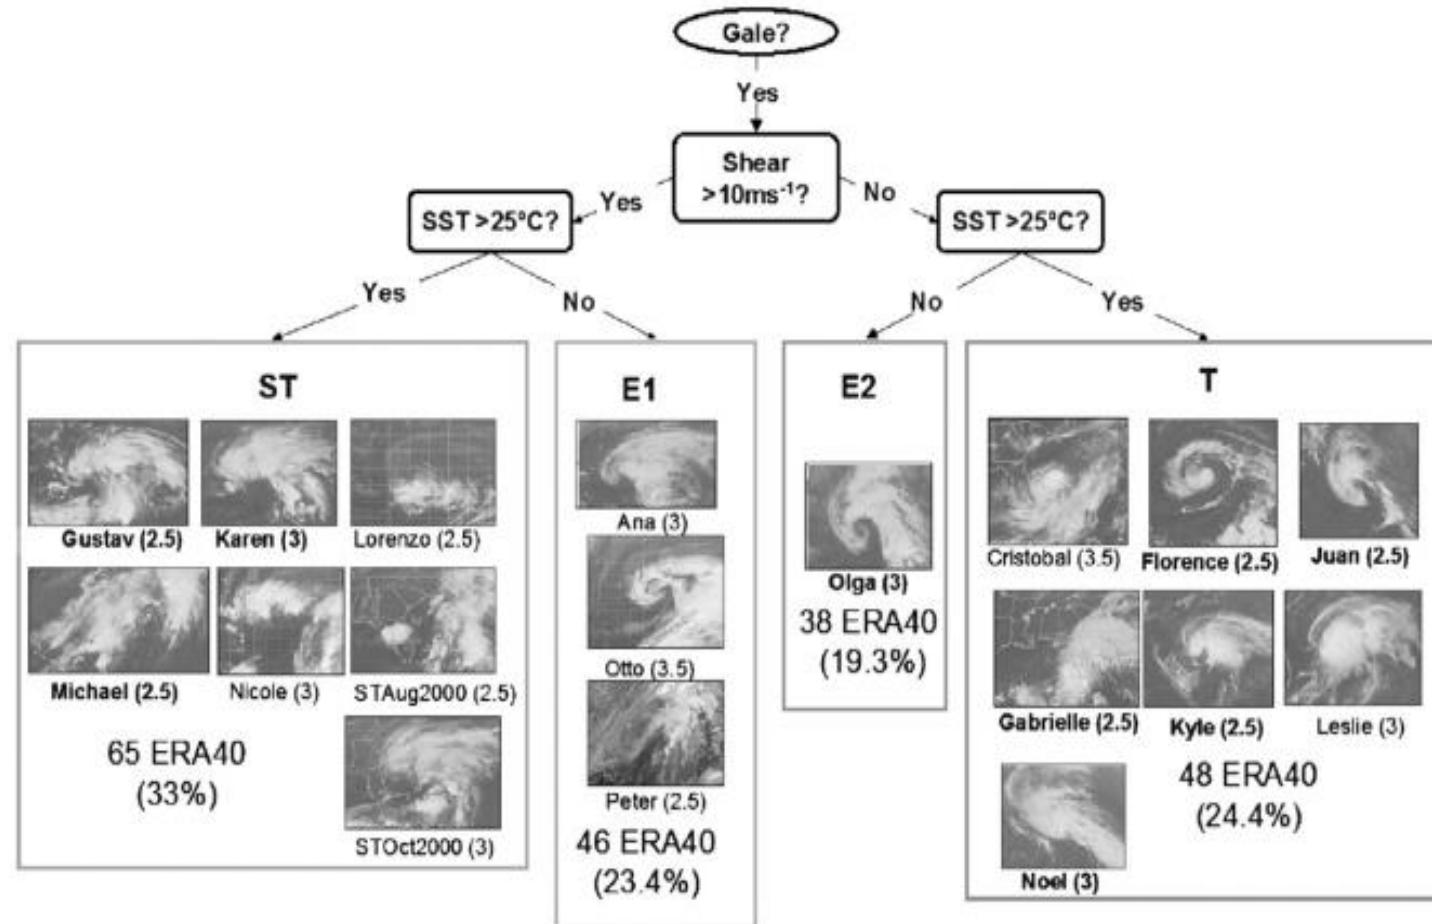 Gale?
Yes
Shear
>10ms⁻¹?
Yes
No
SST>25ºC?
SST>25ºC?
Yes
No
No
Yes
ST
Gustav (2.5)
Karen (3)
Lorenzo (2.5)
Michael (2.5)
Nicole (3)
STAug2000 (2.5)
65 ERA40
(33%)
STOct2000 (3)
E1
Ana (3)
Otto (3.5)
Peter (2.5)
46 ERA40
(23.4%)
E2
Olga (3)
38 ERA40
(19.3%)
T
Cristobal (3.5)
Florence (2.5)
Juan (2.5)
Gabrielle (2.5)
Kyle (2.5)
Leslie (3)
48 ERA40
(24.4%)
Noel (3)